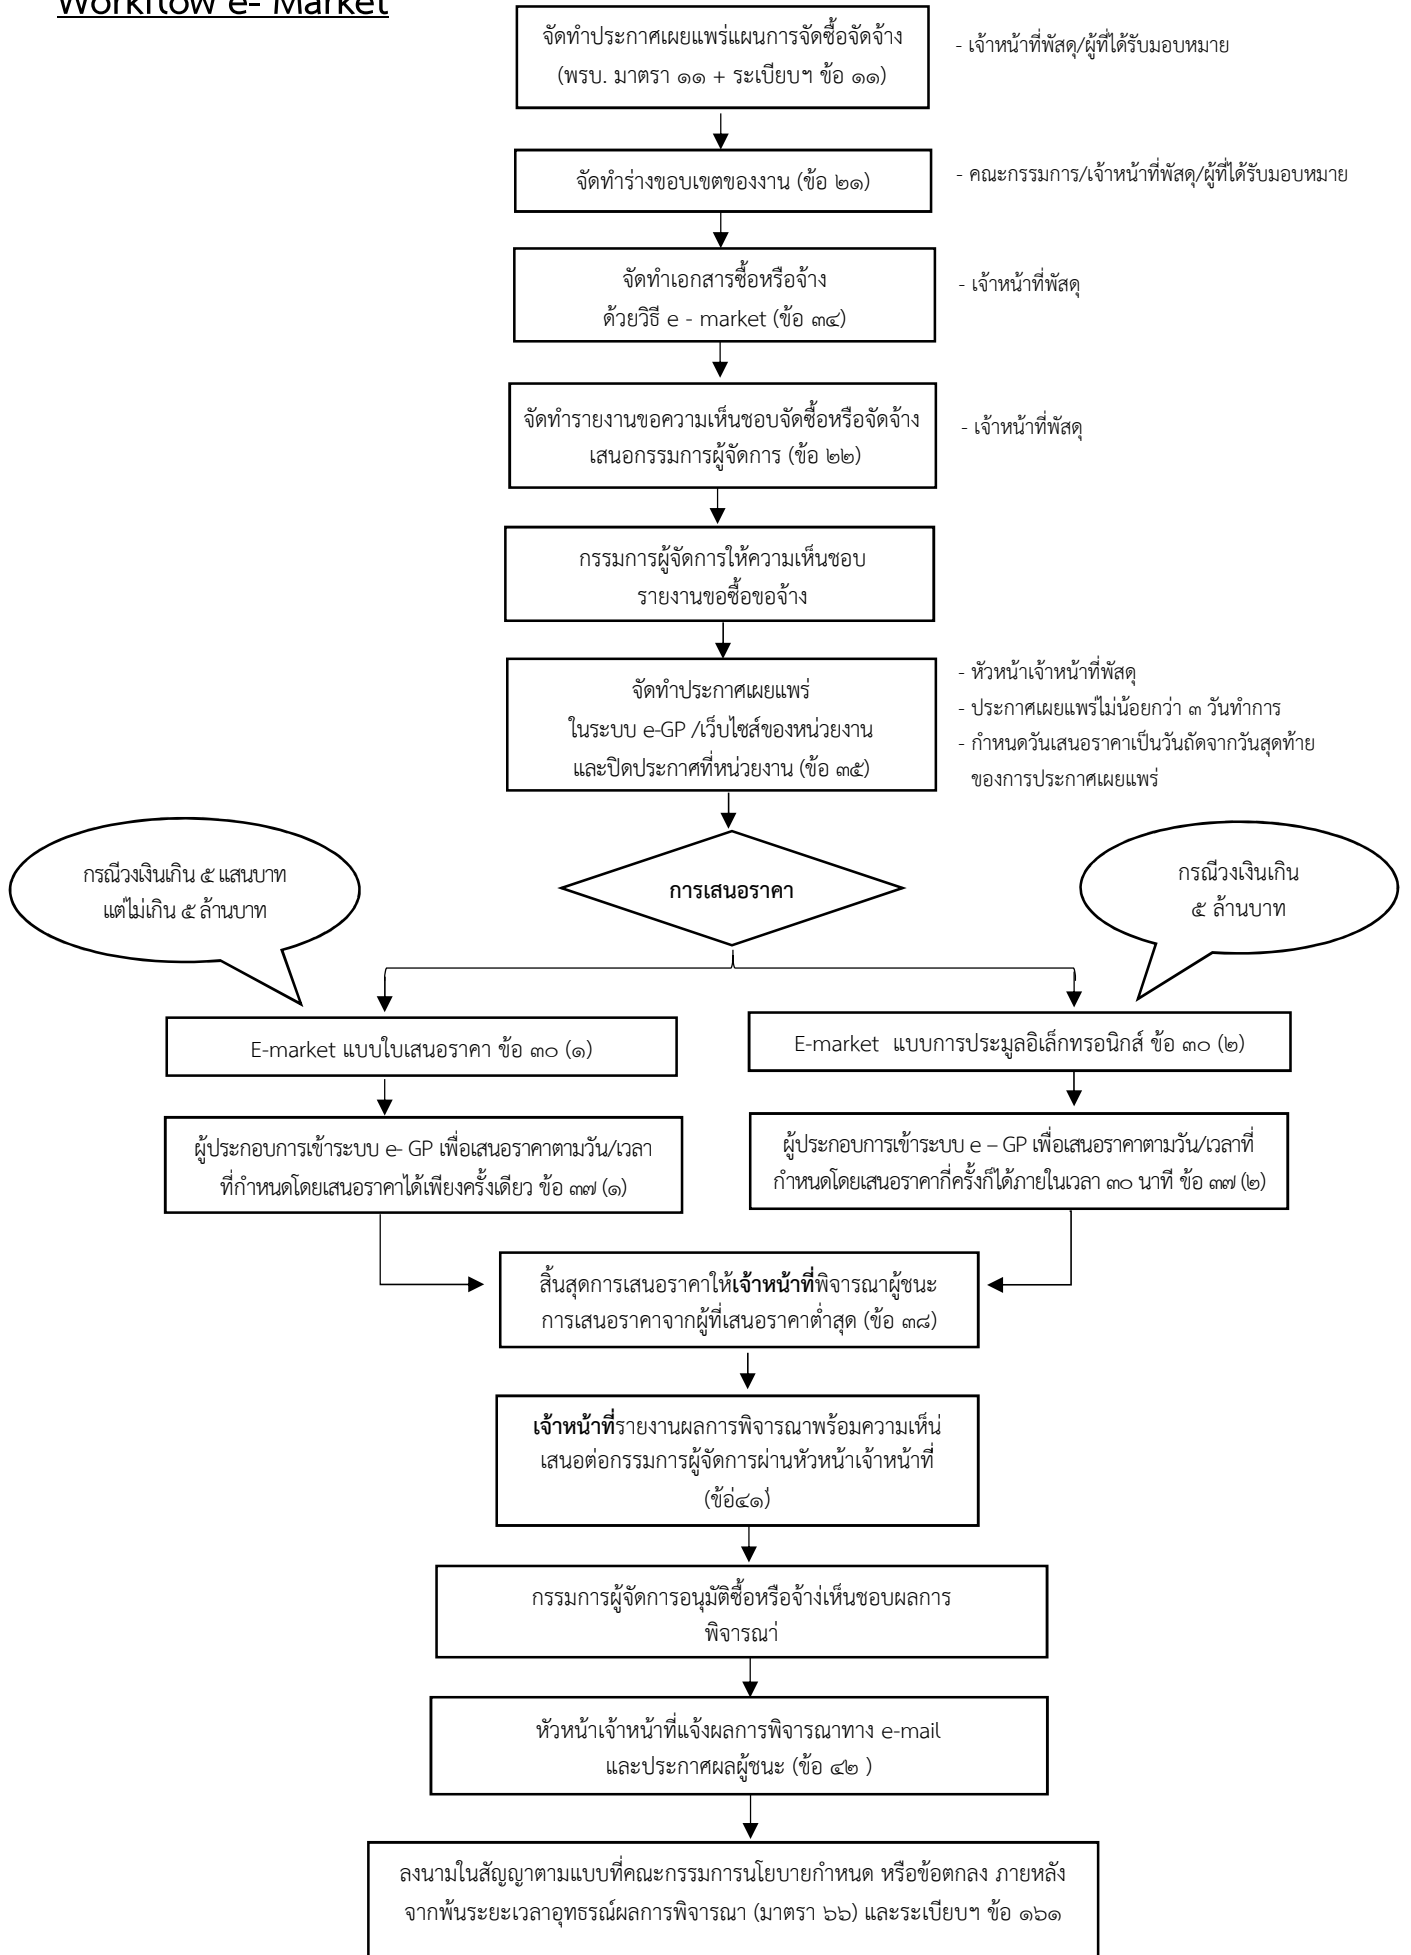 Workflow e- Market
จัดทำประกาศเผยแพร่แผนการจัดซื้อจัดจ้าง
(พรบ. มาตรา ๑๑ + ระเบียบฯ ข้อ ๑๑)
- เจ้าหน้าที่พัสดุ/ผู้ที่ได้รับมอบหมาย
จัดทำร่างขอบเขตของงาน (ข้อ ๒๑)
- คณะกรรมการ/เจ้าหน้าที่พัสดุ/ผู้ที่ได้รับมอบหมาย
จัดทำเอกสารซื้อหรือจ้าง
ด้วยวิธี e - market (ข้อ ๓๔)
- เจ้าหน้าที่พัสดุ
จัดทำรายงานขอความเห็นชอบจัดซื้อหรือจัดจ้าง
เสนอกรรมการผู้จัดการ (ข้อ ๒๒)
- เจ้าหน้าที่พัสดุ
กรรมการผู้จัดการให้ความเห็นชอบ
รายงานขอซื้อขอจ้าง
จัดทำประกาศเผยแพร่
ในระบบ e-GP /เว็บไซส์ของหน่วยงาน
และปิดประกาศที่หน่วยงาน (ข้อ ๓๕)
- หัวหน้าเจ้าหน้าที่พัสดุ
- ประกาศเผยแพร่ไม่น้อยกว่า ๓ วันทำการ
- กำหนดวันเสนอราคาเป็นวันถัดจากวันสุดท้าย
ของการประกาศเผยแพร่
กรณีวงเงินเกิน ๕ แสนบาท
แต่ไม่เกิน ๕ ล้านบาท
การเสนอราคา
กรณีวงเงินเกิน
๕ ล้านบาท
E-market แบบใบเสนอราคา ข้อ ๓๐ (๑)
E-market แบบการประมูลอิเล็กทรอนิกส์ ข้อ ๓๐ (๒)
ผู้ประกอบการเข้าระบบ e- GP เพื่อเสนอราคาตามวัน/เวลา
ที่กำหนดโดยเสนอราคาได้เพียงครั้งเดียว ข้อ ๓๗ (๑)
ผู้ประกอบการเข้าระบบ e – GP เพื่อเสนอราคาตามวัน/เวลาที่
กำหนดโดยเสนอราคากี่ครั้งก็ได้ภายในเวลา ๓๐ นาที ข้อ ๓๗ (๒)
สิ้นสุดการเสนอราคาให้เจ้าหน้าที่พิจารณาผู้ชนะ
การเสนอราคาจากผู้ที่เสนอราคาต่ำสุด (ข้อ ๓๘)
เจ้าหน้าที่รายงานผลการพิจารณาพร้อมความเห็น่
เสนอต่อกรรมการผู้จัดการผ่านหัวหน้าเจ้าหน้าที่
(ข้อ่๔๑)่
กรรมการผู้จัดการอนุมัติซื้อหรือจ้าง่เห็นชอบผลการ
พิจารณา่
หัวหน้าเจ้าหน้าที่แจ้งผลการพิจารณาทาง e-mail
และประกาศผลผู้ชนะ (ข้อ ๔๒ )
ลงนามในสัญญาตามแบบที่คณะกรรมการนโยบายกำหนด หรือข้อตกลง ภายหลัง
จากพ้นระยะเวลาอุทธรณ์ผลการพิจารณา (มาตรา ๖๖) และระเบียบฯ ข้อ ๑๖๑